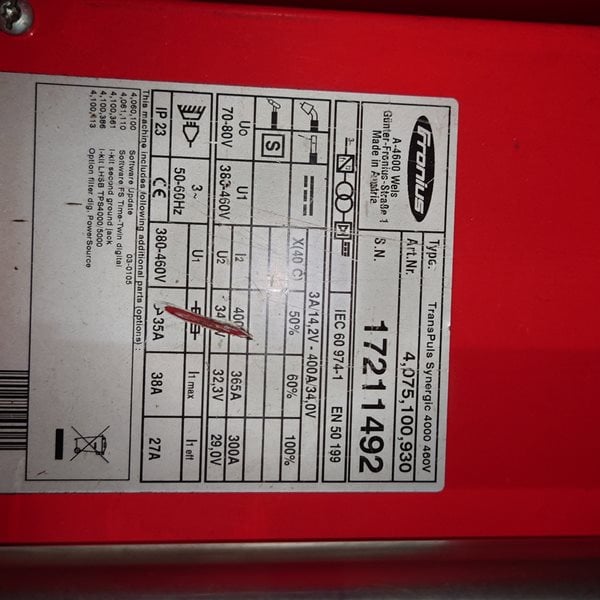 Fronius
A-4600 Wels
Günter-Fronius-Straße 1
Made in Austria
Type. TransPuls Synergic 4000 460V
Art.Nr. 4,075,100,930
S.N. 17211492
IEC 60 974-1 EN 50 199
3A/14,2V - 400A/34,0V
X(40°C) 50% 60% 100%
S
I2 400 365A 300A
Uo U1 U2 34 32,3V 29,0V
70-80V 380-460V
3~ U1 I1 max I1 eff
50-60Hz
IP 23 CE 380-460V 35A 38A 27A
This machine includes following additional parts (options):
4,060,100 Software Update 03-0105
4,061,110 Software FS Time-Twin digital
4,100,361 I-kit second ground jack
4,100,386 I-kit LHSB TPS4000/5000
4,100,413 Option filter dig. PowerSource